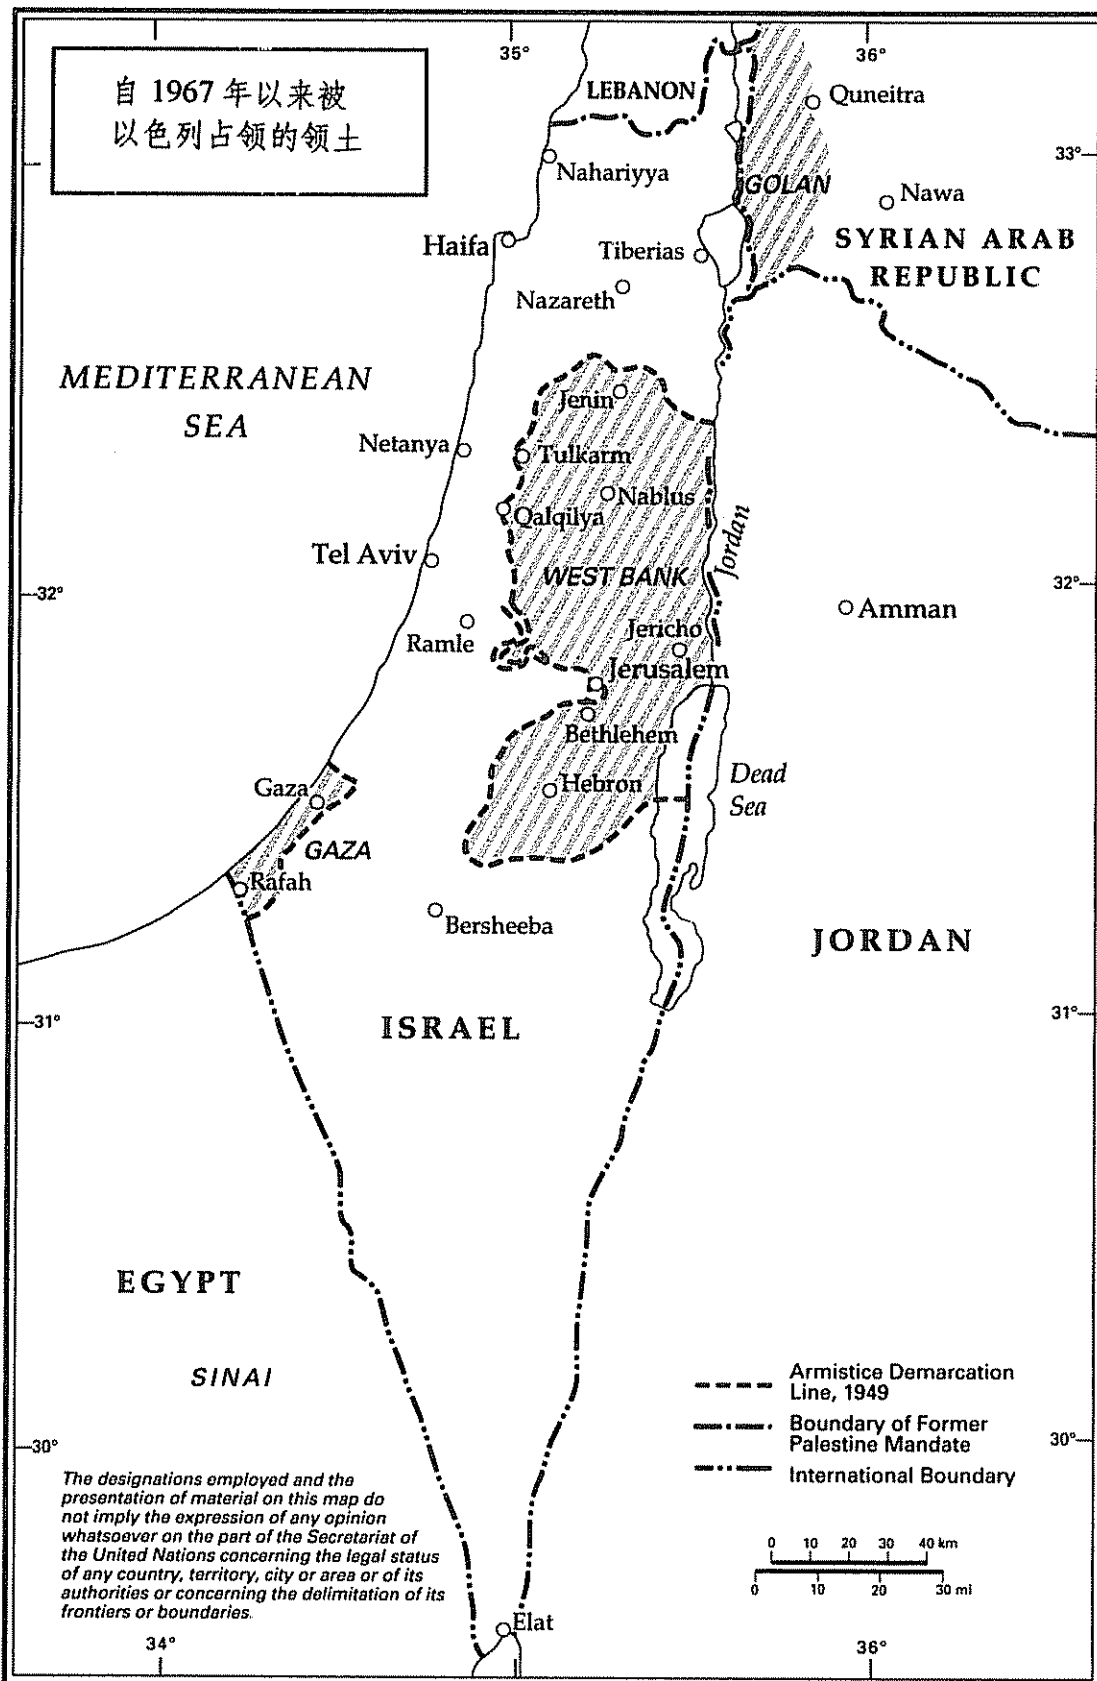 35°
36°
自 1967 年以来被
以色列占领的领土
LEBANON
Quneitra
33°
Nahariyya
GOLAN
Nawa
Haifa
Tiberias
SYRIAN ARAB
REPUBLIC
Nazareth
MEDITERRANEAN
SEA
Jenin
Netanya
Tulkarm
Nablus
Qalqilya
Jordan
Tel Aviv
WEST BANK
32°
32°
Amman
Ramle
Jericho
Jerusalem
Bethlehem
Dead
Sea
Gaza
Hebron
GAZA
Rafah
Bersheeba
JORDAN
31°
31°
ISRAEL
EGYPT
SINAI
Armistice Demarcation
Line, 1949
Boundary of Former
Palestine Mandate
International Boundary
30°
30°
The designations employed and the
presentation of material on this map do
not imply the expression of any opinion
whatsoever on the part of the Secretariat of
the United Nations concerning the legal status
of any country, territory, city or area or of its
authorities or concerning the delimitation of its
frontiers or boundaries.
0 10 20 30 40 km
0 10 20 30 mi
Elat
34°
36°